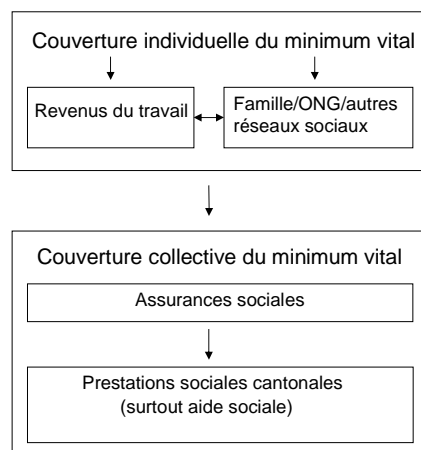 Couverture individuelle du minimum vital
Revenus du travail
Famille/ONG/autres
réseaux sociaux
Couverture collective du minimum vital
Assurances sociales
Prestations sociales cantonales
(surtout aide sociale)